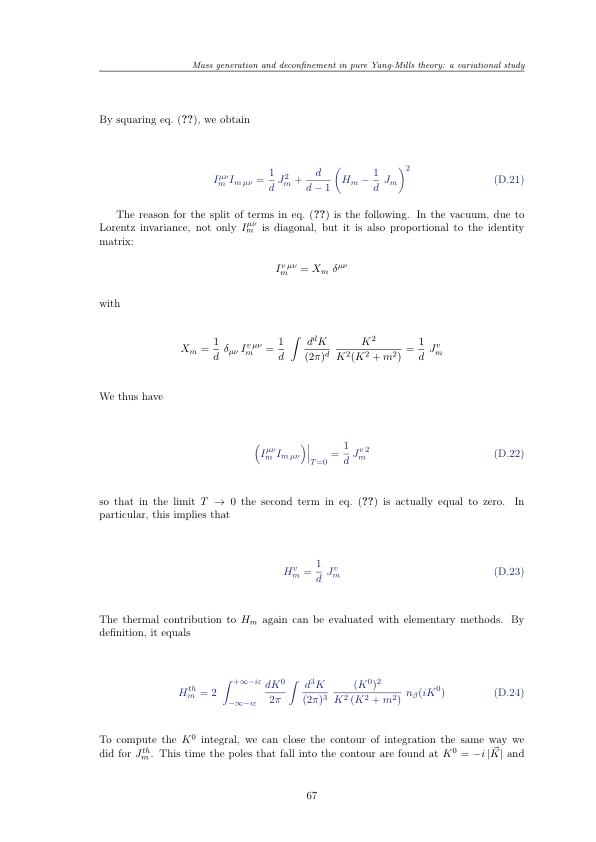 Mass generation and deconfinement in pure Yang-Mills theory: a variational study
By squaring eq. (??), we obtain
$I_m^{\mu\nu} I_{m\,\mu\nu} = \frac{1}{d} J_m^2 + \frac{d}{d-1} \left( H_m - \frac{1}{d} J_m \right)^2$ (D.21)
The reason for the split of terms in eq. (??) is the following. In the vacuum, due to
Lorentz invariance, not only $I_m^{\mu\nu}$ is diagonal, but it is also proportional to the identity
matrix:
$I_m^{v\,\mu\nu} = X_m \, \delta^{\mu\nu}$
with
$X_m = \frac{1}{d} \, \delta_{\mu\nu} \, I_m^{v\,\mu\nu} = \frac{1}{d} \int \frac{d^d K}{(2\pi)^d} \, \frac{K^2}{K^2(K^2+m^2)} = \frac{1}{d} \, J_m^v$
We thus have
$\left( I_m^{\mu\nu} I_{m\,\mu\nu} \right) \Big|_{T=0} = \frac{1}{d} \, J_m^{v\,2}$ (D.22)
so that in the limit $T \to 0$ the second term in eq. (??) is actually equal to zero. In
particular, this implies that
$H_m^v = \frac{1}{d} \, J_m^v$ (D.23)
The thermal contribution to $H_m$ again can be evaluated with elementary methods. By
definition, it equals
$H_m^{th} = 2 \int_{-\infty-i\varepsilon}^{+\infty-i\varepsilon} \frac{dK^0}{2\pi} \int \frac{d^3K}{(2\pi)^3} \, \frac{(K^0)^2}{K^2\,(K^2+m^2)} \, n_\beta(iK^0)$ (D.24)
To compute the $K^0$ integral, we can close the contour of integration the same way we
did for $J_m^{th}$. This time the poles that fall into the contour are found at $K^0 = -i\,|\vec{K}|$ and
67